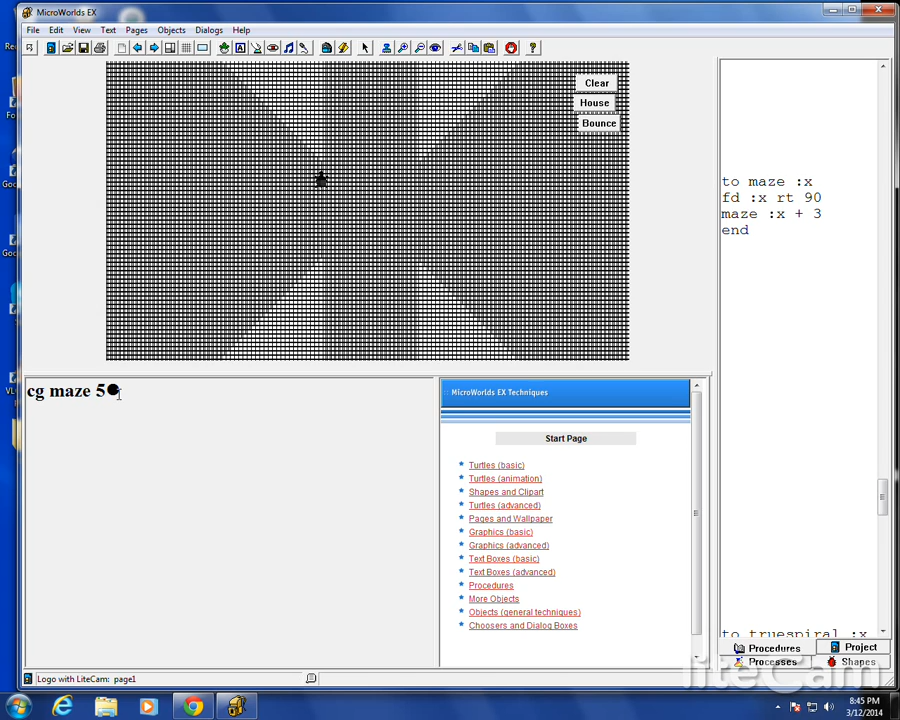 MicroWorlds EX
File Edit View Text Pages Objects Dialogs Help
Clear
House
Bounce
to maze :x
fd :x rt 90
maze :x + 3
end
cg maze 5
MicroWorlds EX Techniques
Start Page
Turtles (basic)
Turtles (animation)
Shapes and Clipart
Turtles (advanced)
Pages and Wallpaper
Graphics (basic)
Graphics (advanced)
Text Boxes (basic)
Text Boxes (advanced)
Procedures
More Objects
Objects (general techniques)
Choosers and Dialog Boxes
to truespiral :x
Procedures Project
Processes Shapes
liteCam
Logo with LiteCam: page1
8:45 PM
3/12/2014